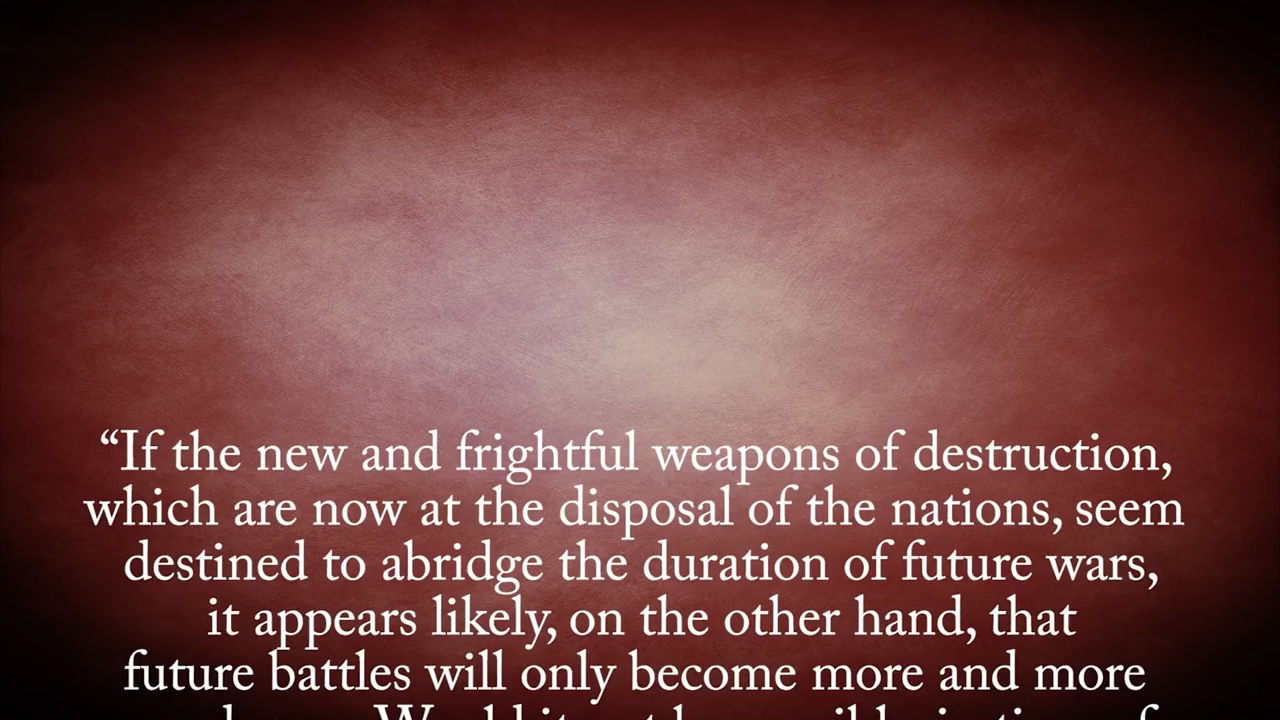 “If the new and frightful weapons of destruction,
which are now at the disposal of the nations, seem
destined to abridge the duration of future wars,
it appears likely, on the other hand, that
future battles will only become more and more